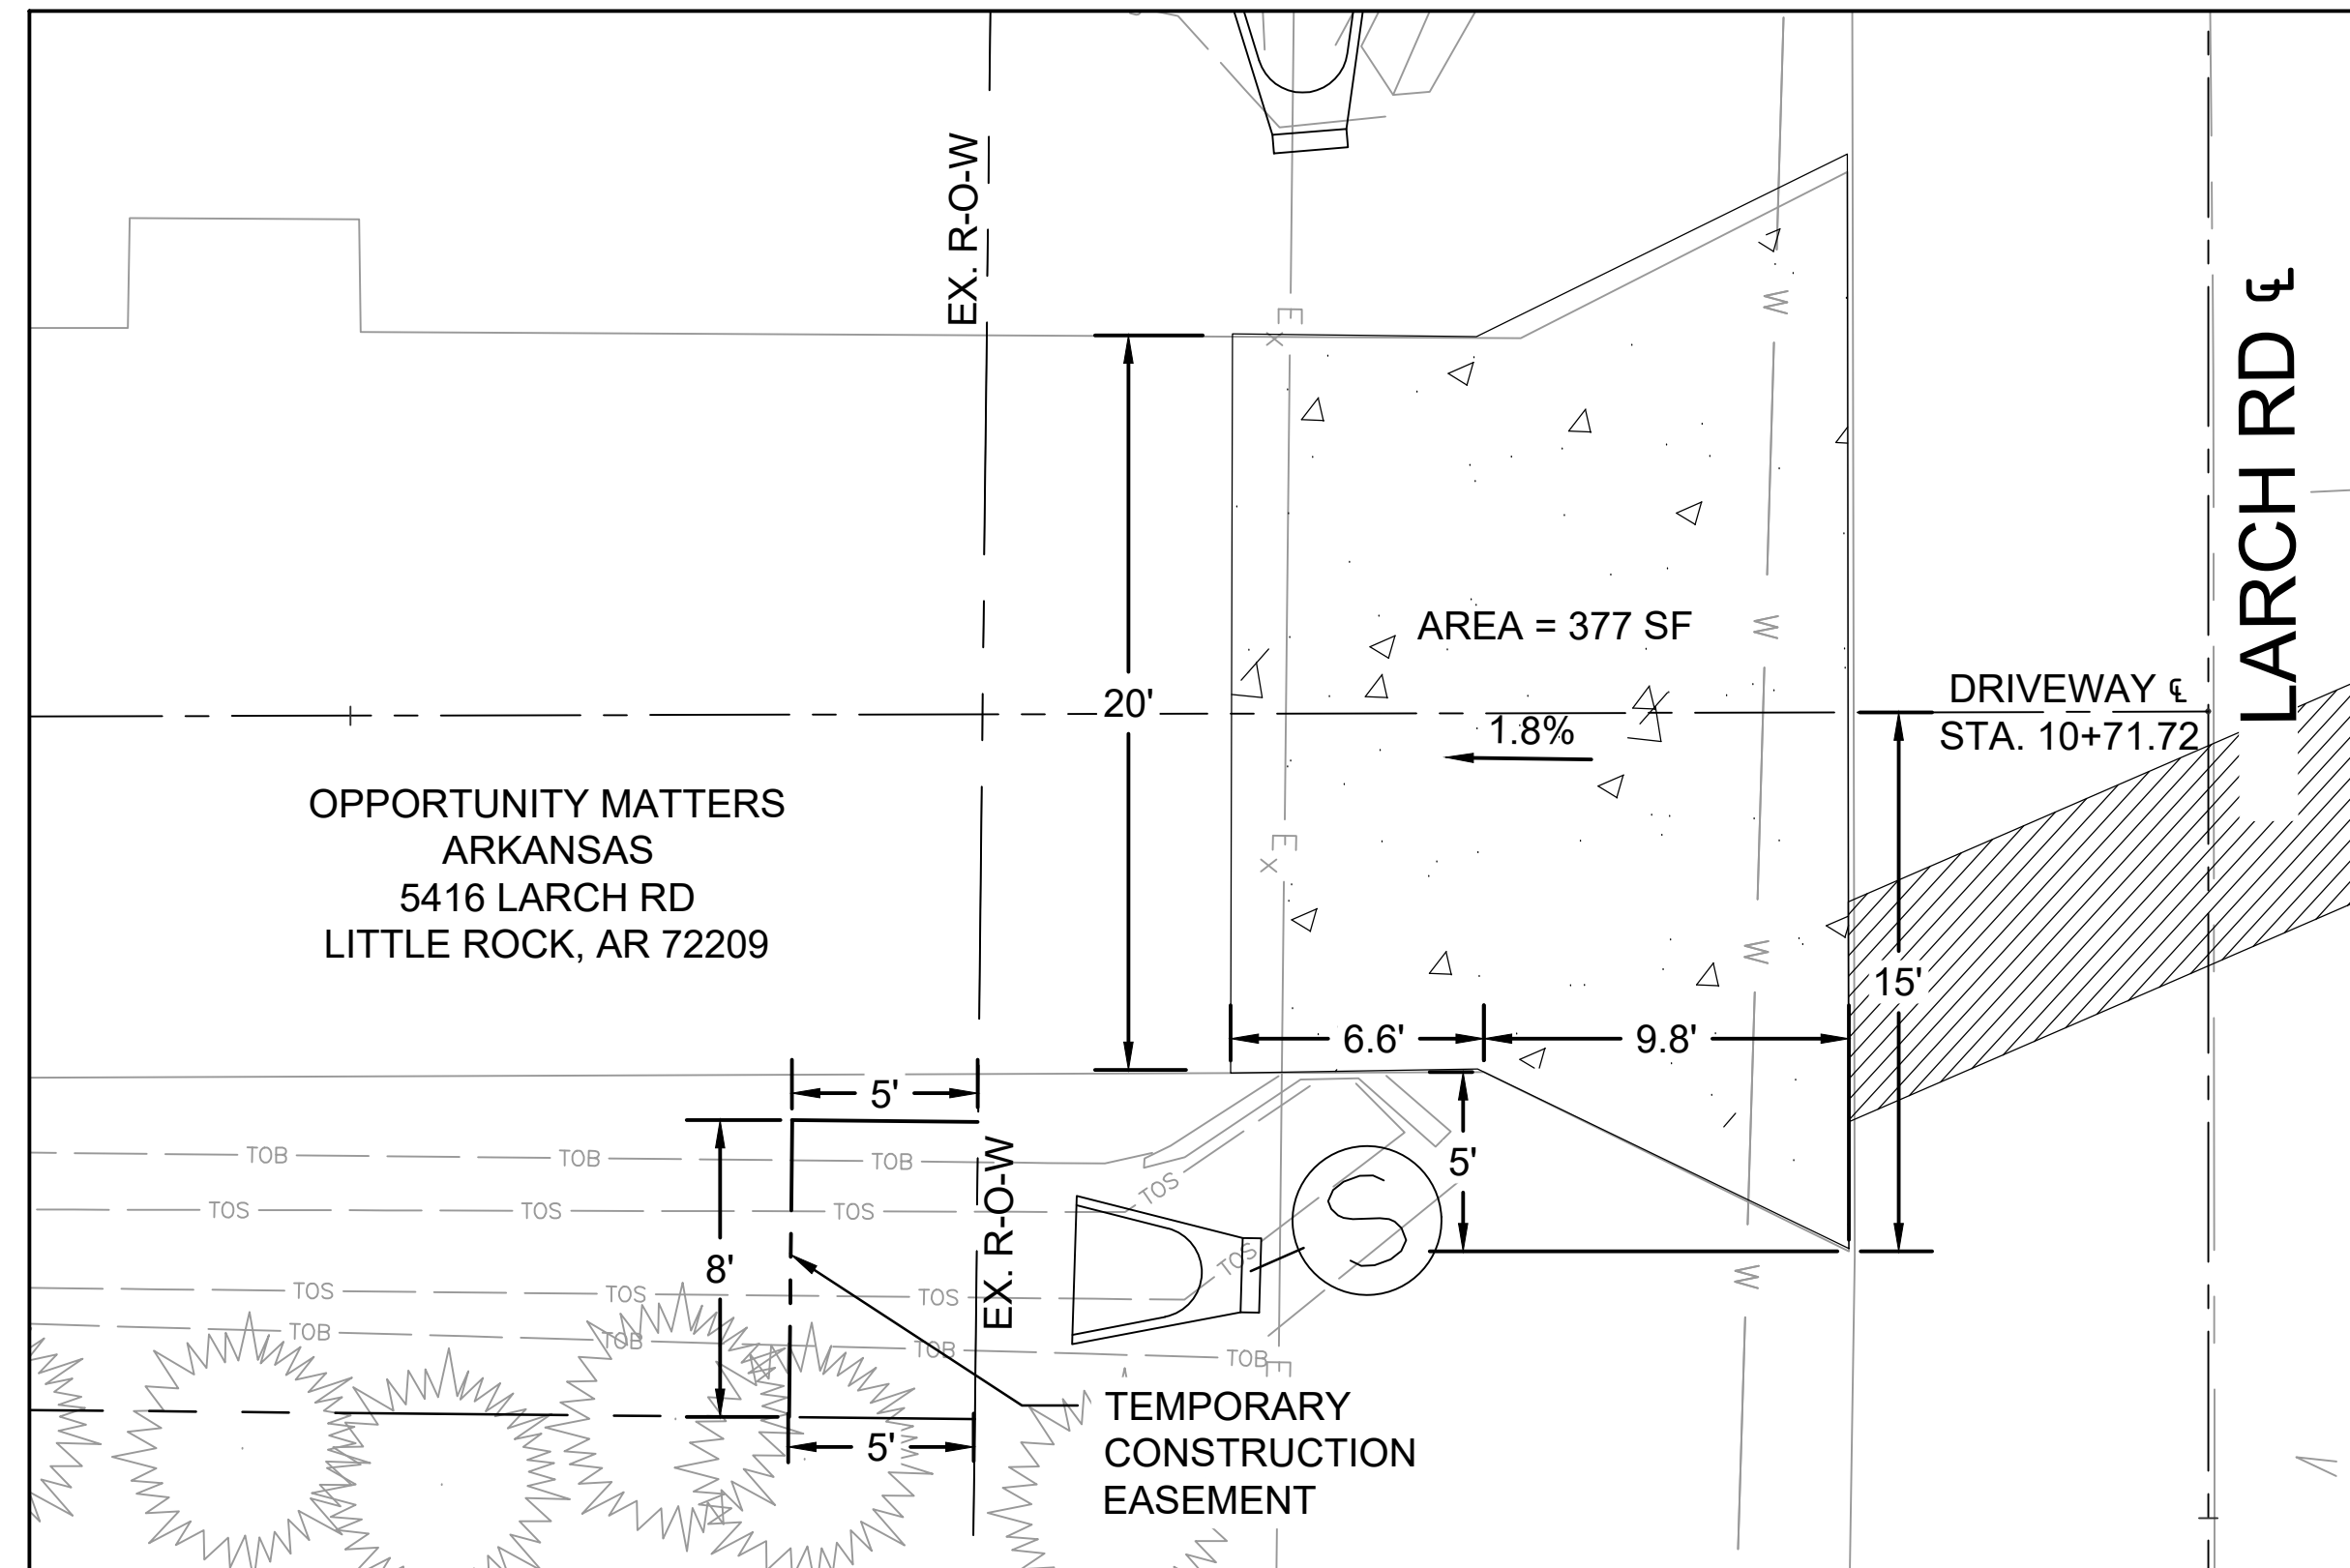 EX. R-O-W
E
X
W
LARCH RD ℄
AREA = 377 SF
W
DRIVEWAY ℄
20'
1.8%
STA. 10+71.72
OPPORTUNITY MATTERS
ARKANSAS
5416 LARCH RD
LITTLE ROCK, AR 72209
E
X
W
15'
6.6'
9.8'
5'
TOB
TOB
TOB
5'
TOS
TOS
TOS
TOS
S
EX. R-O-W
8'
TOS
TOS
TOS
TOS
W
TOB
TOB
TOB
TOB
E
5'
TEMPORARY
CONSTRUCTION
EASEMENT